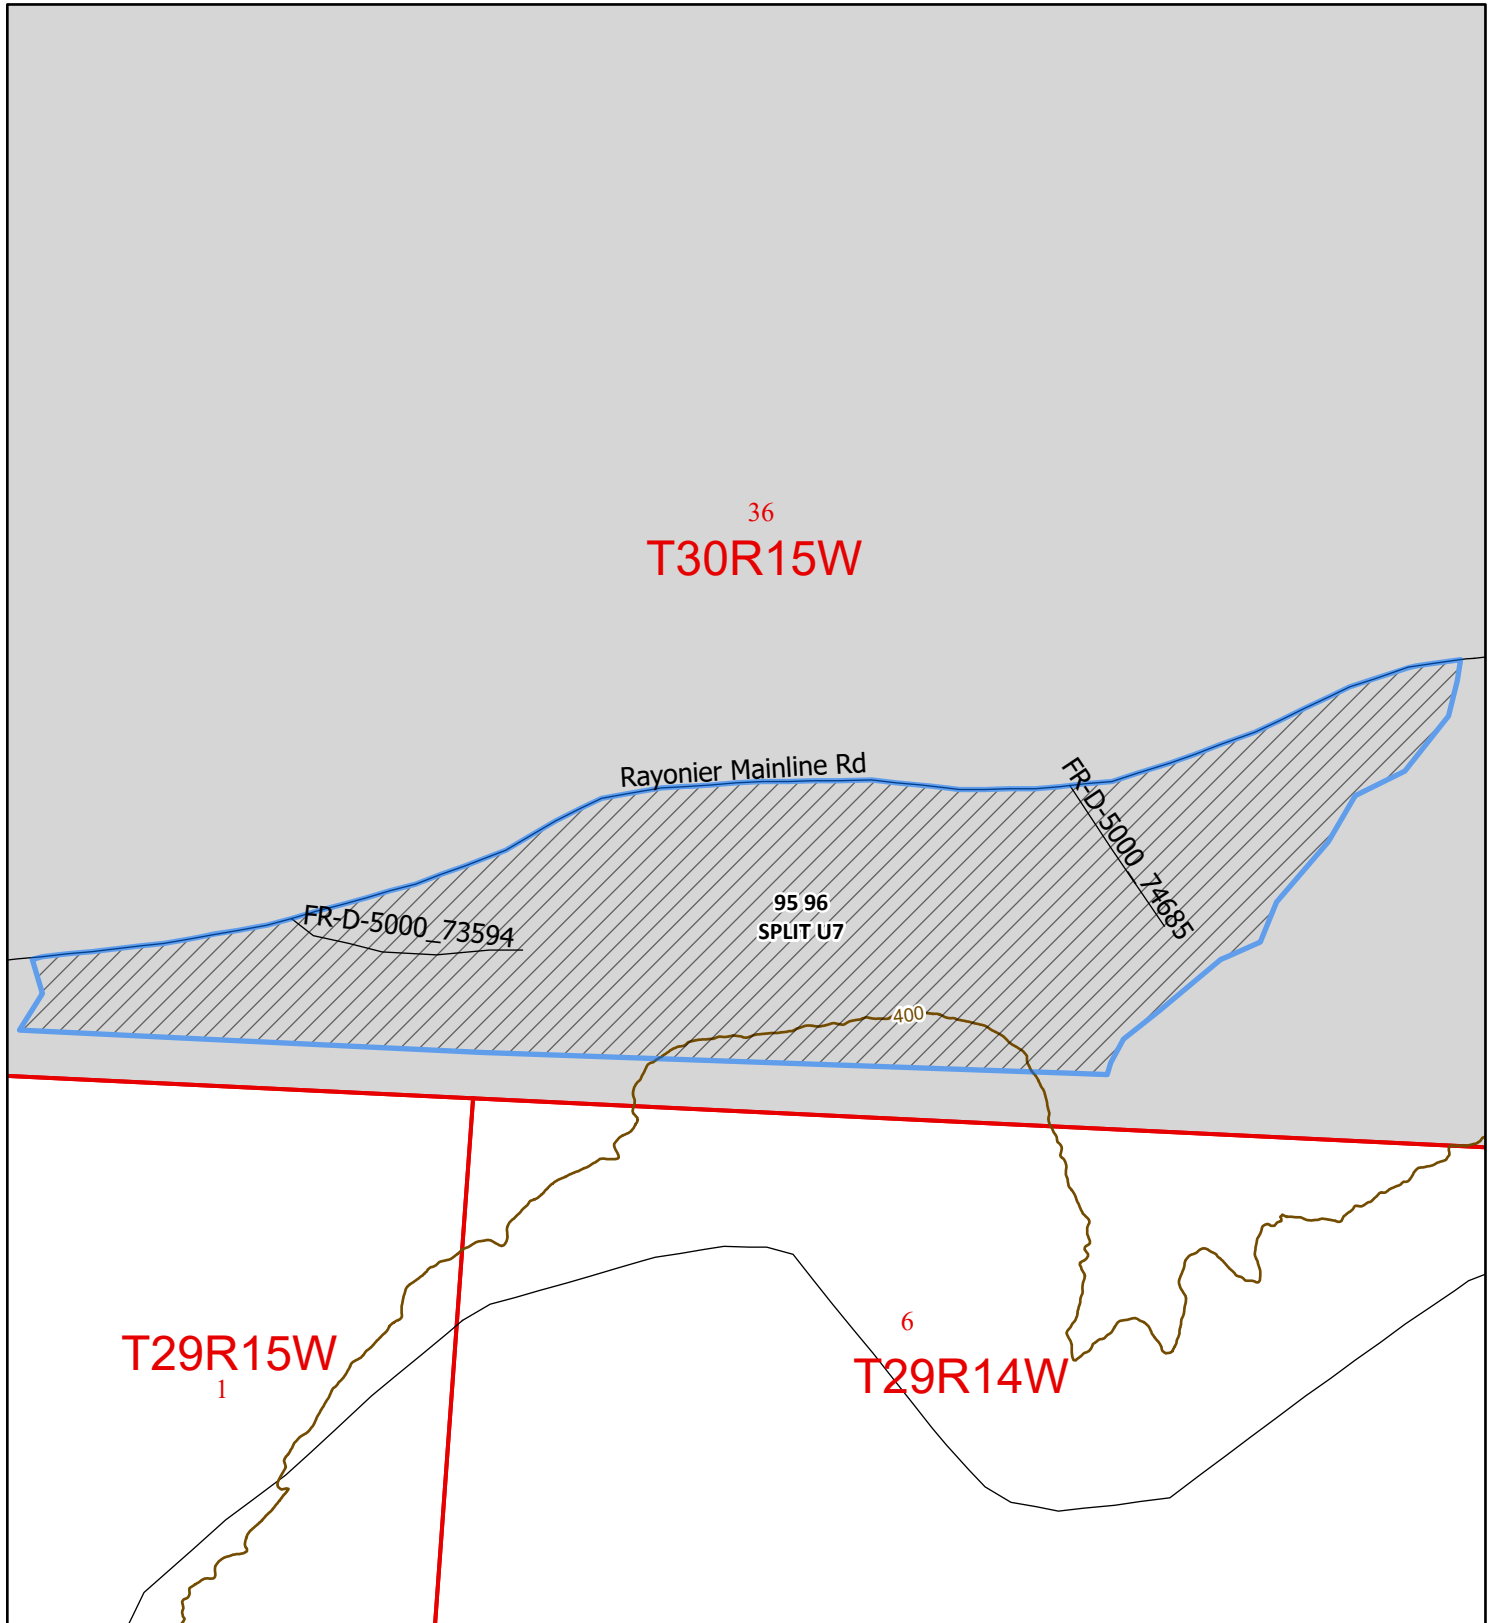 36
T30R15W
Rayonier Mainline Rd
FR-D-5000_74685
95 96
SPLIT U7
FR-D-5000_73594
400
6
T29R14W
T29R15W
1